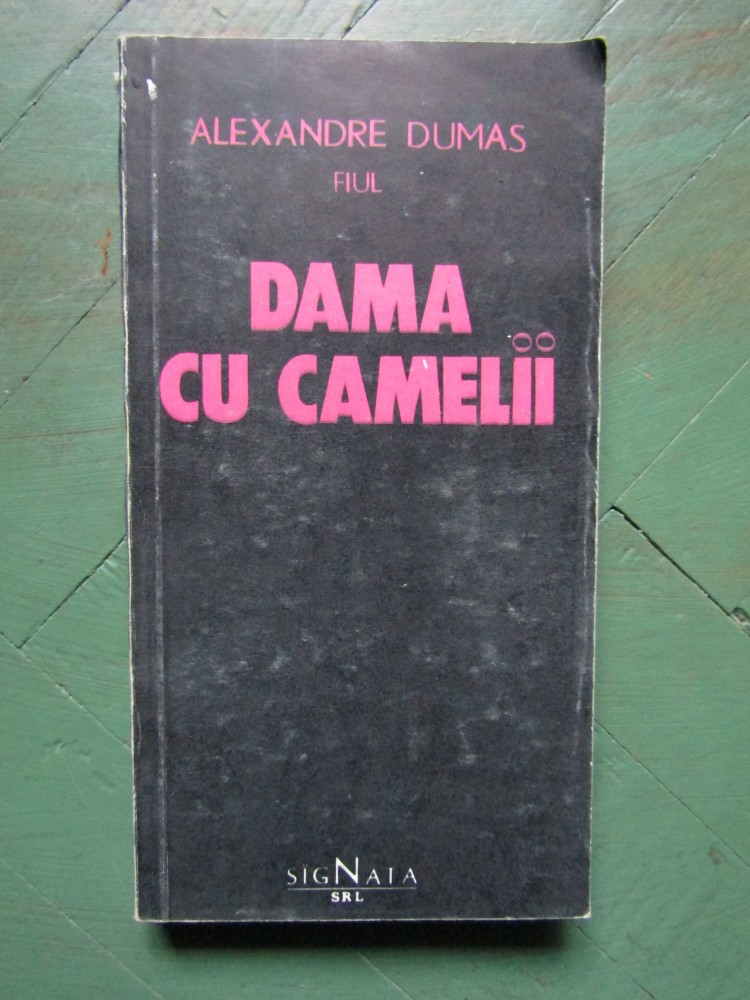 ALEXANDRE DUMAS
FIUL
DAMA
CU CAMELII
SIGNATA
SRL